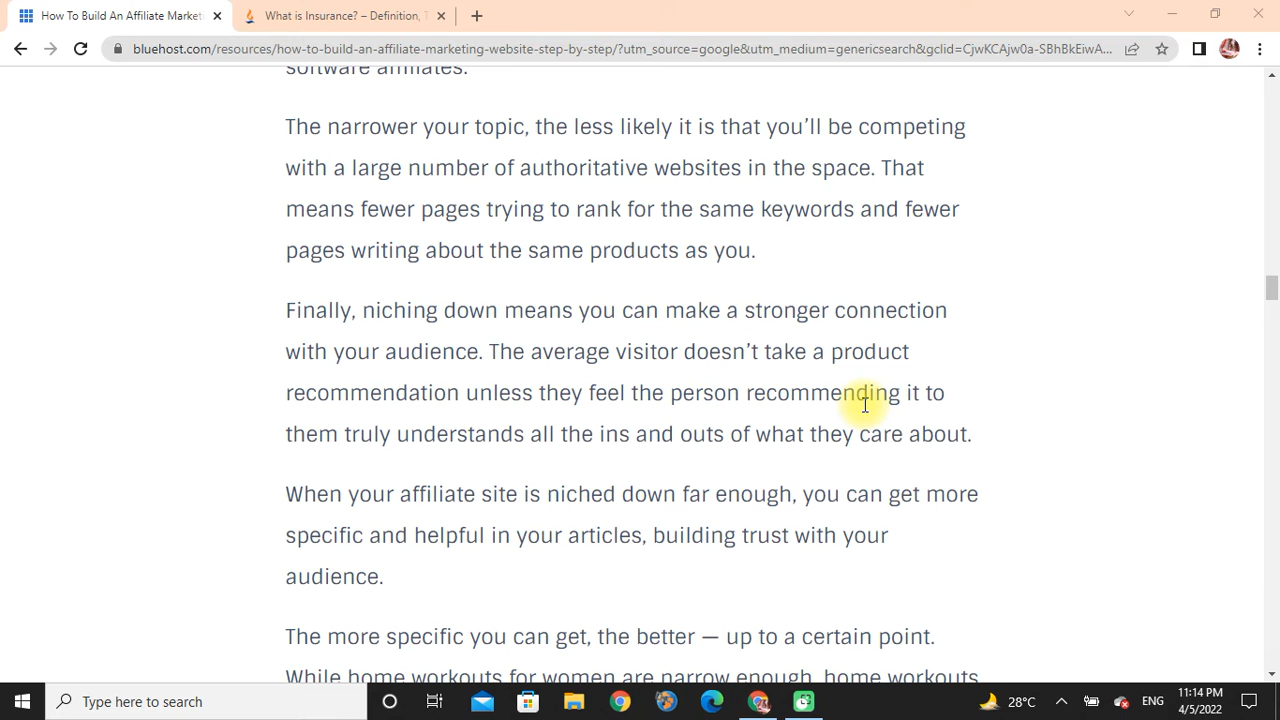 How To Build An Affiliate Market
What is Insurance? – Definition, T
bluehost.com/resources/how-to-build-an-affiliate-marketing-website-step-by-step/?utm_source=google&utm_medium=genericsearch&gclid=CjwKCAjw0a-SBhBkEiwA...
software affiliates.
The narrower your topic, the less likely it is that you’ll be competing
with a large number of authoritative websites in the space. That
means fewer pages trying to rank for the same keywords and fewer
pages writing about the same products as you.
Finally, niching down means you can make a stronger connection
with your audience. The average visitor doesn’t take a product
recommendation unless they feel the person recommending it to
them truly understands all the ins and outs of what they care about.
When your affiliate site is niched down far enough, you can get more
specific and helpful in your articles, building trust with your
audience.
The more specific you can get, the better — up to a certain point.
While home workouts for women are narrow enough, home workouts
Type here to search
28°C
ENG
11:14 PM
4/5/2022